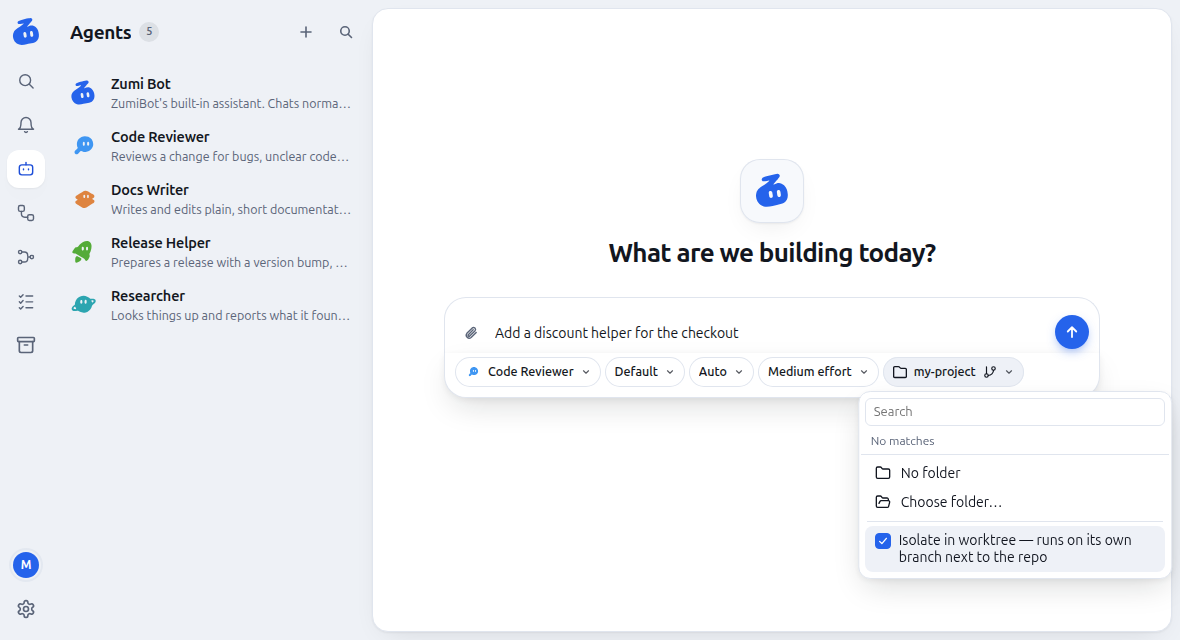 Agents 5
Zumi Bot
ZumiBot's built-in assistant. Chats norma…
Code Reviewer
Reviews a change for bugs, unclear code…
Docs Writer
Writes and edits plain, short documentat…
Release Helper
Prepares a release with a version bump, …
Researcher
Looks things up and reports what it foun…
M
What are we building today?
Add a discount helper for the checkout
Code Reviewer Default Auto Medium effort my-project
Search
No matches
No folder
Choose folder…
Isolate in worktree — runs on its own
branch next to the repo